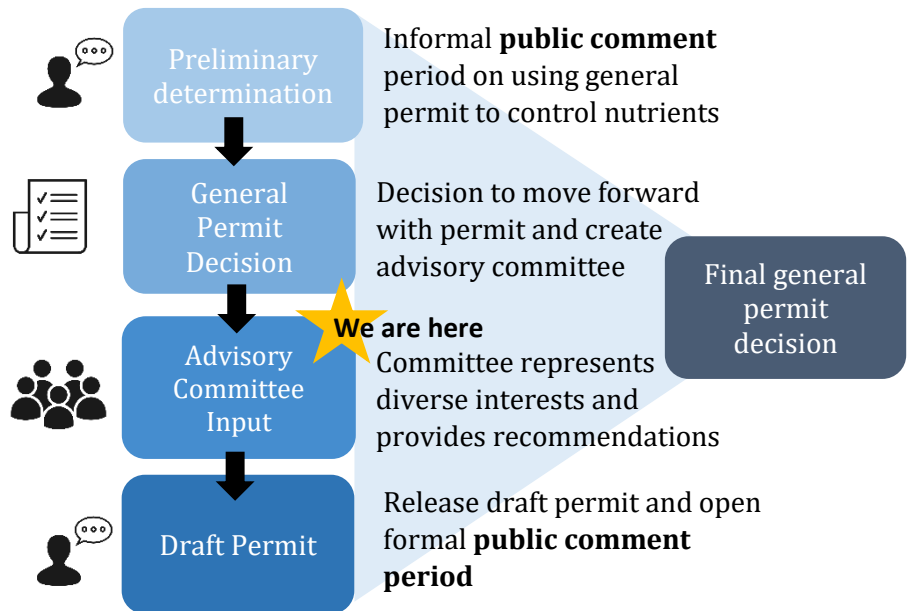 Preliminary
determination
Informal public comment
period on using general
permit to control nutrients
General
Permit
Decision
Decision to move forward
with permit and create
advisory committee
Final general
permit
decision
We are here
Advisory
Committee
Input
Committee represents
diverse interests and
provides recommendations
Draft Permit
Release draft permit and open
formal public comment
period